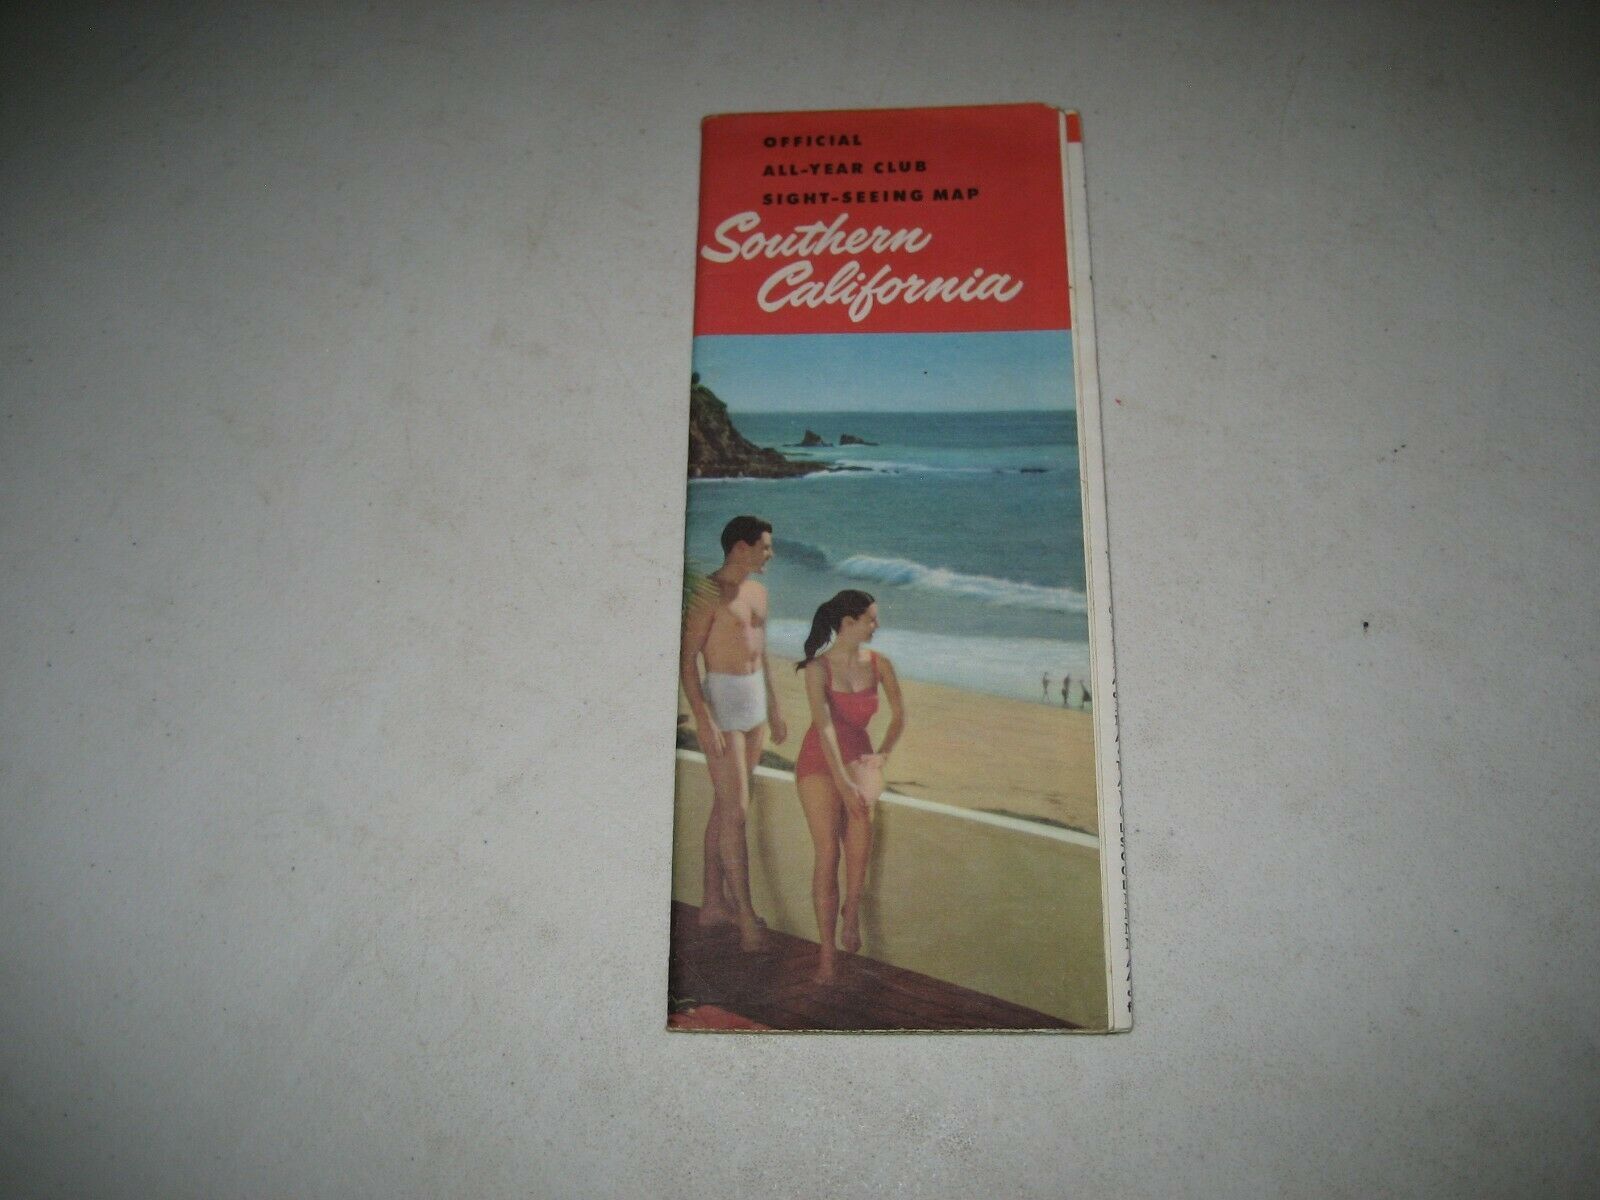 OFFICIAL
ALL-YEAR CLUB
SIGHT-SEEING MAP
Southern
California